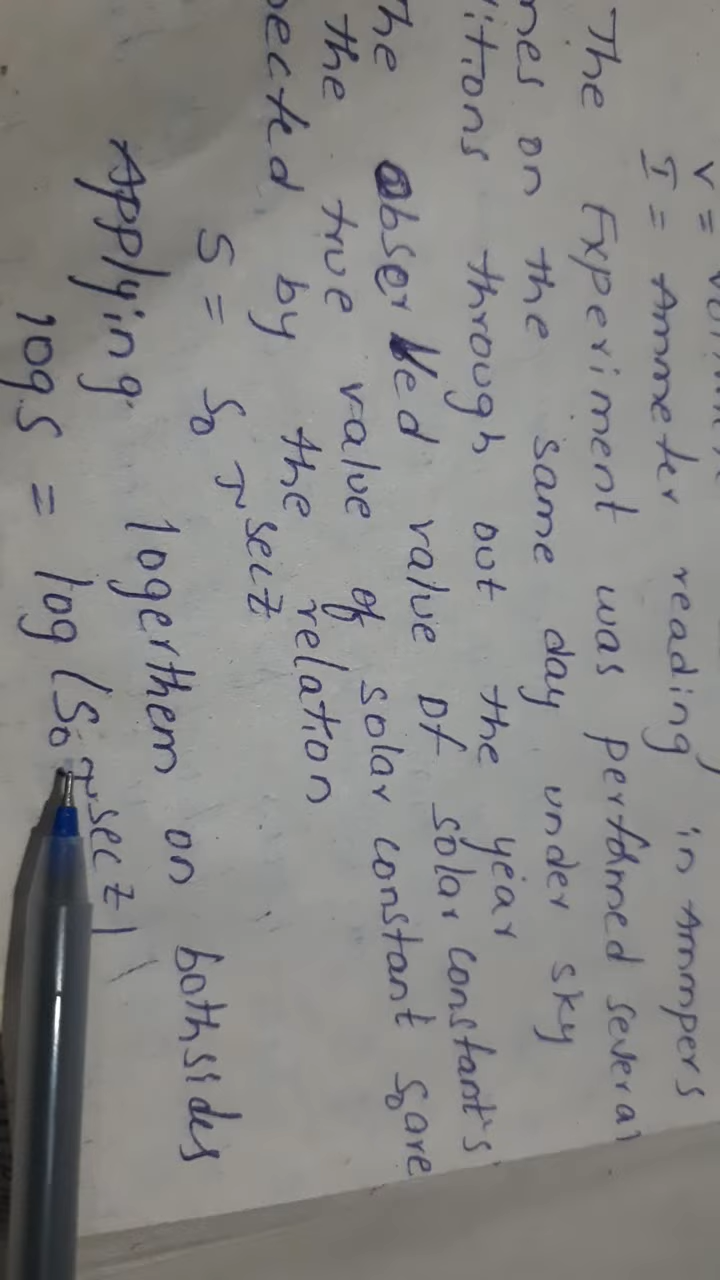 V =
I = Ammeter reading in Ammpers
The Experiment was performed several
on the same day under sky
through out the year
observed value of solar constant's
the true value of solar constant S₀ are
by the relation
S = S₀ τ^secz
Applying logerthem on bothsides
log S = log (S₀ τ^secz)